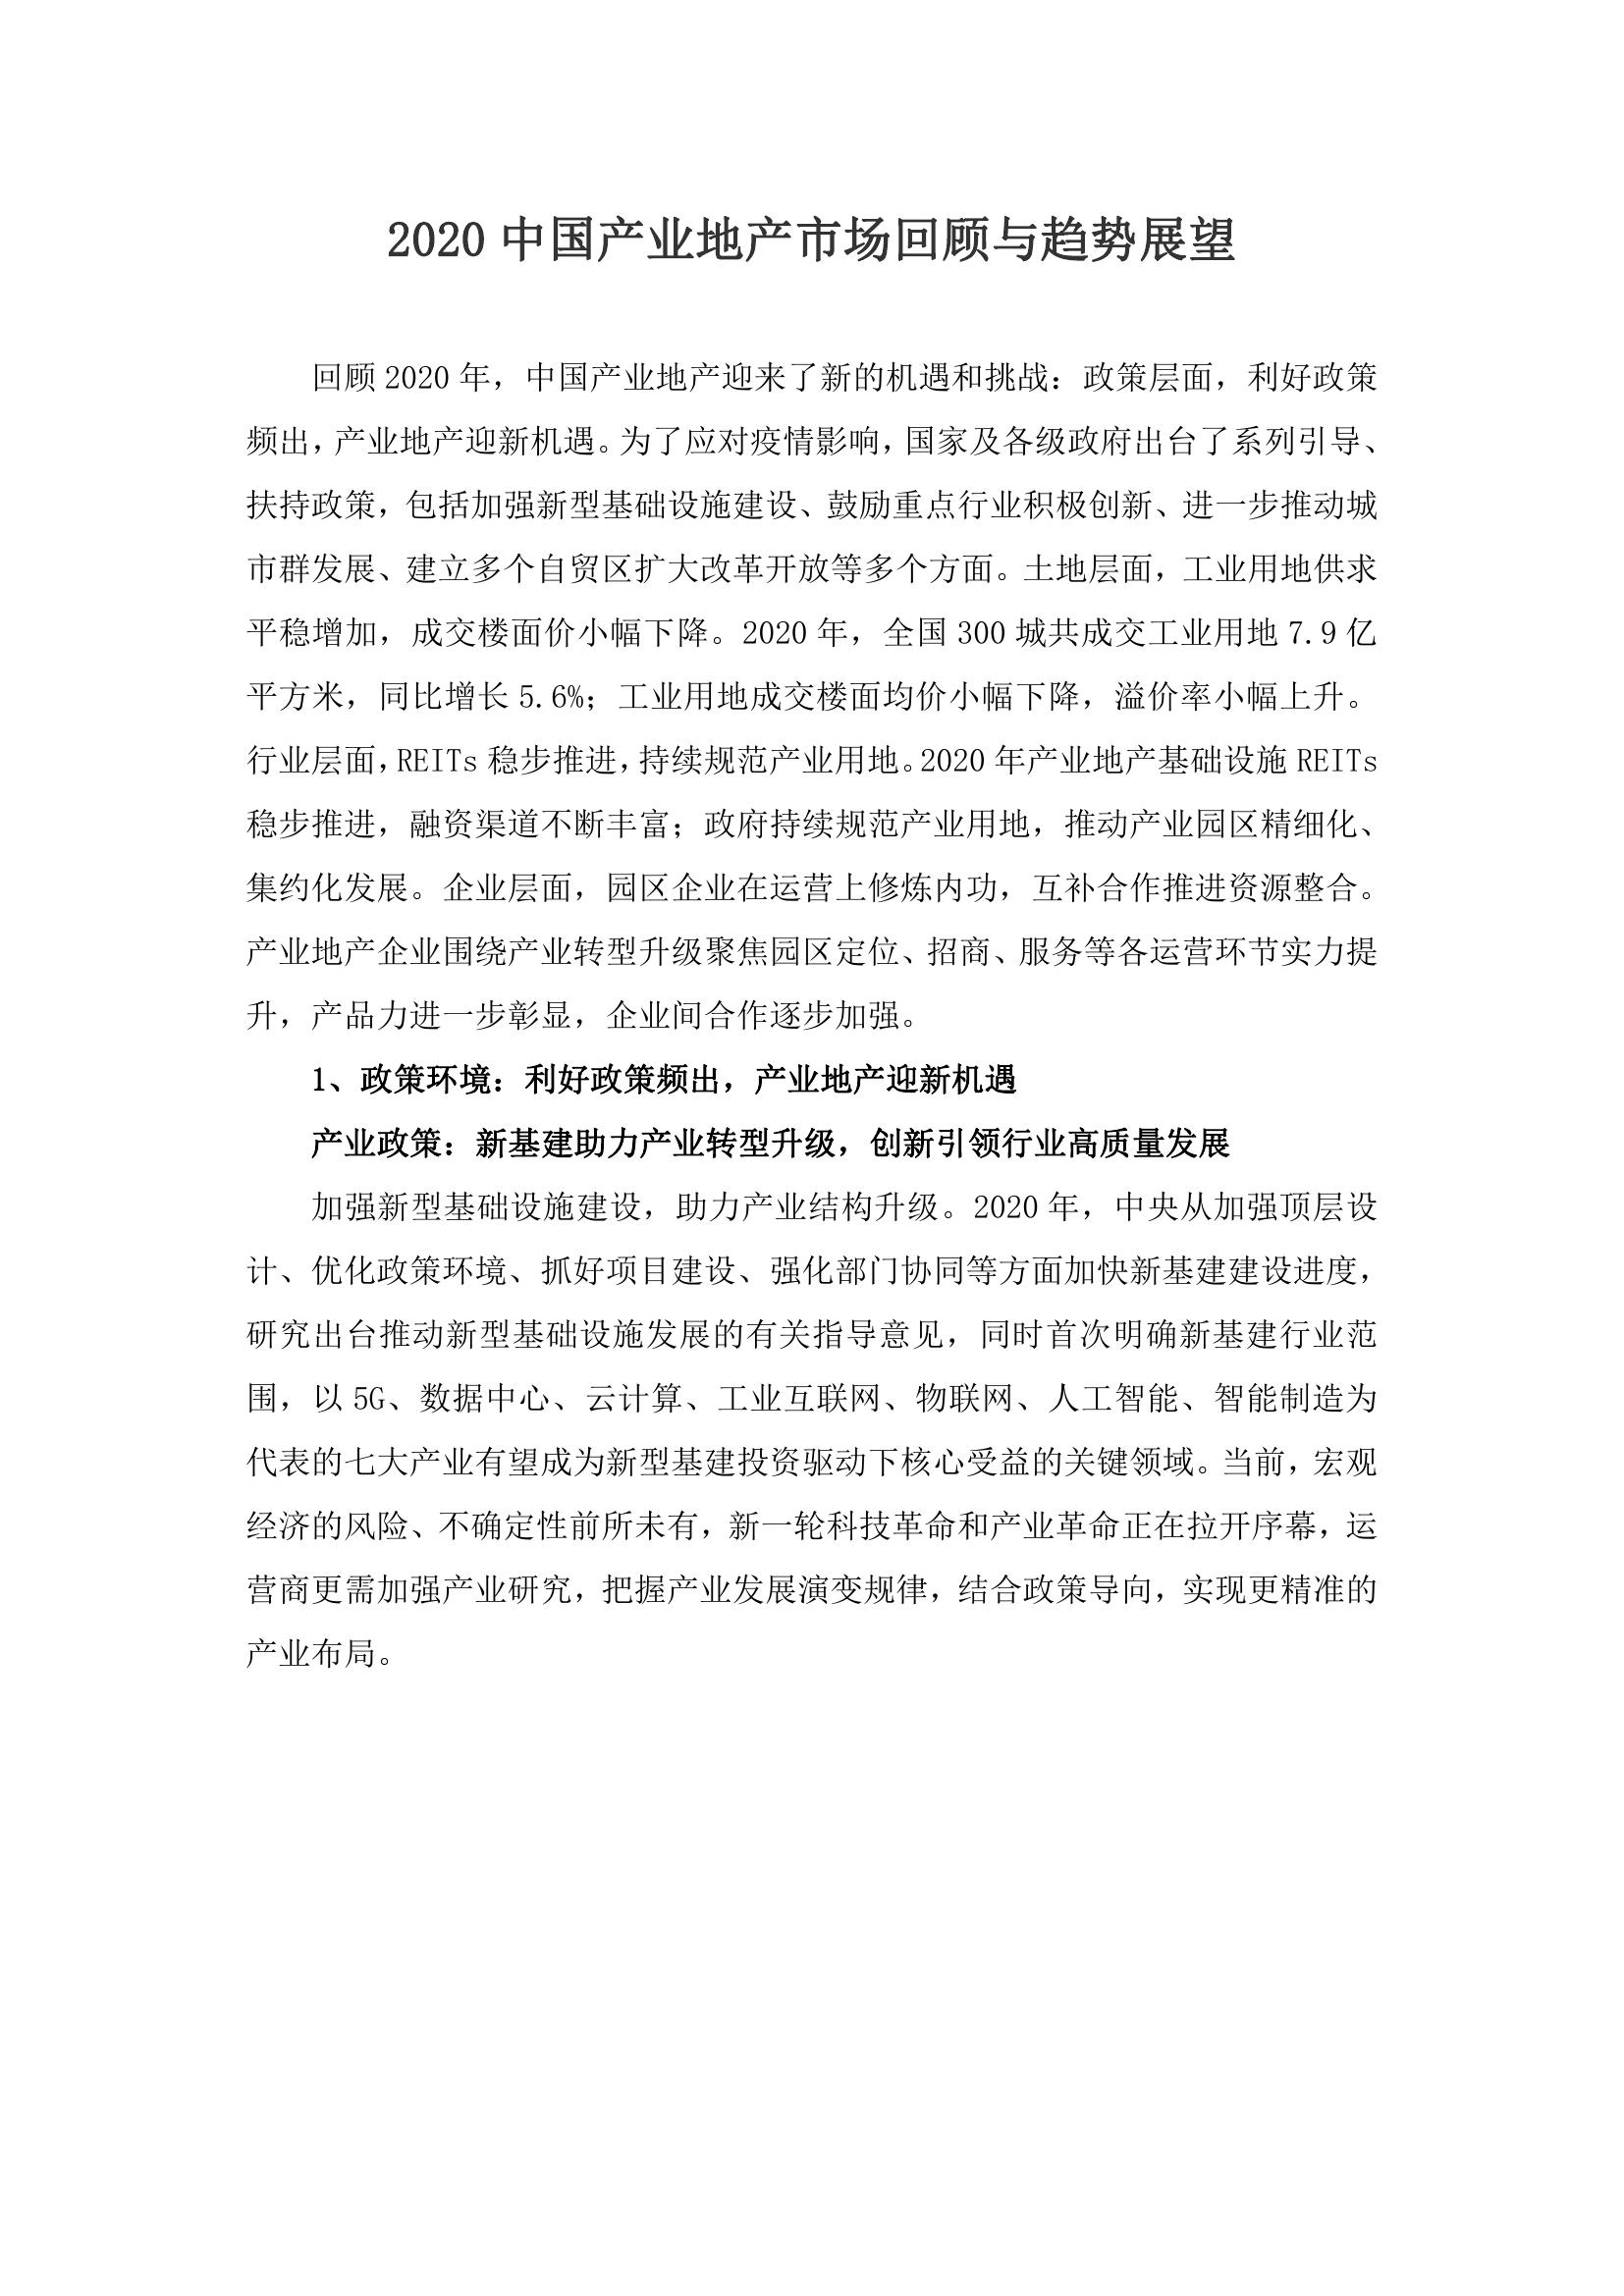 2020 中国产业地产市场回顾与趋势展望
回顾 2020 年，中国产业地产迎来了新的机遇和挑战：政策层面，利好政策
频出，产业地产迎新机遇。为了应对疫情影响，国家及各级政府出台了系列引导、
扶持政策，包括加强新型基础设施建设、鼓励重点行业积极创新、进一步推动城
市群发展、建立多个自贸区扩大改革开放等多个方面。土地层面，工业用地供求
平稳增加，成交楼面价小幅下降。2020 年，全国 300 城共成交工业用地 7.9 亿
平方米，同比增长 5.6%；工业用地成交楼面均价小幅下降，溢价率小幅上升。
行业层面，REITs 稳步推进，持续规范产业用地。2020 年产业地产基础设施 REITs
稳步推进，融资渠道不断丰富；政府持续规范产业用地，推动产业园区精细化、
集约化发展。企业层面，园区企业在运营上修炼内功，互补合作推进资源整合。
产业地产企业围绕产业转型升级聚焦园区定位、招商、服务等各运营环节实力提
升，产品力进一步彰显，企业间合作逐步加强。
1、政策环境：利好政策频出，产业地产迎新机遇
产业政策：新基建助力产业转型升级，创新引领行业高质量发展
加强新型基础设施建设，助力产业结构升级。2020 年，中央从加强顶层设
计、优化政策环境、抓好项目建设、强化部门协同等方面加快新基建建设进度，
研究出台推动新型基础设施发展的有关指导意见，同时首次明确新基建行业范
围，以 5G、数据中心、云计算、工业互联网、物联网、人工智能、智能制造为
代表的七大产业有望成为新型基建投资驱动下核心受益的关键领域。当前，宏观
经济的风险、不确定性前所未有，新一轮科技革命和产业革命正在拉开序幕，运
营商更需加强产业研究，把握产业发展演变规律，结合政策导向，实现更精准的
产业布局。